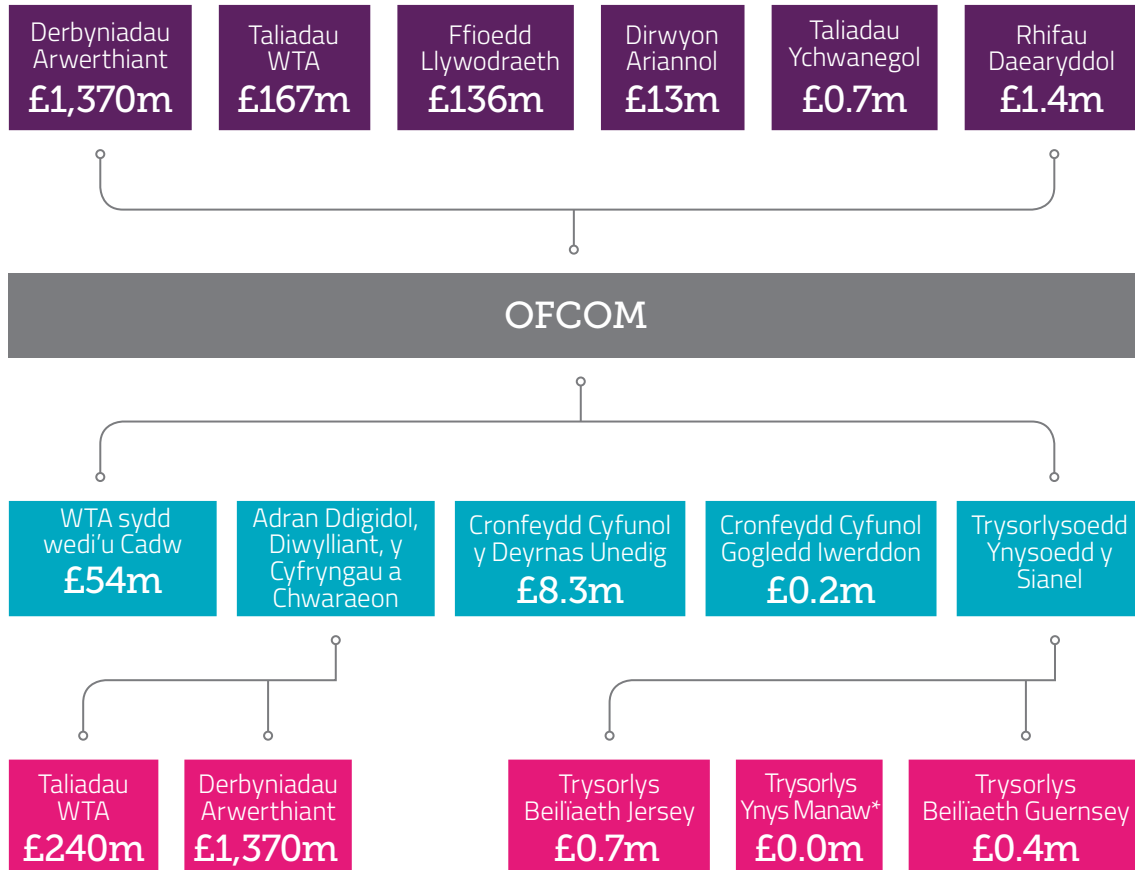 Derbyniadau
Arwerthiant
£1,370m
Taliadau
WTA
£167m
Ffioedd
Llywodraeth
£136m
Dirwyon
Ariannol
£13m
Taliadau
Ychwanegol
£0.7m
Rhifau
Daearyddol
£1.4m
OFCOM
WTA sydd
wedi'u Cadw
£54m
Adran Ddigidol,
Diwylliant, y
Cyfryngau a
Chwaraeon
Cronfeydd Cyfunol
y Deyrnas Unedig
£8.3m
Cronfeydd Cyfunol
Gogledd Iwerddon
£0.2m
Trysorlysoedd
Ynysoedd y
Sianel
Taliadau
WTA
£240m
Derbyniadau
Arwerthiant
£1,370m
Trysorlys
Beilïaeth Jersey
£0.7m
Trysorlys
Ynys Manaw*
£0.0m
Trysorlys
Beilïaeth Guernsey
£0.4m